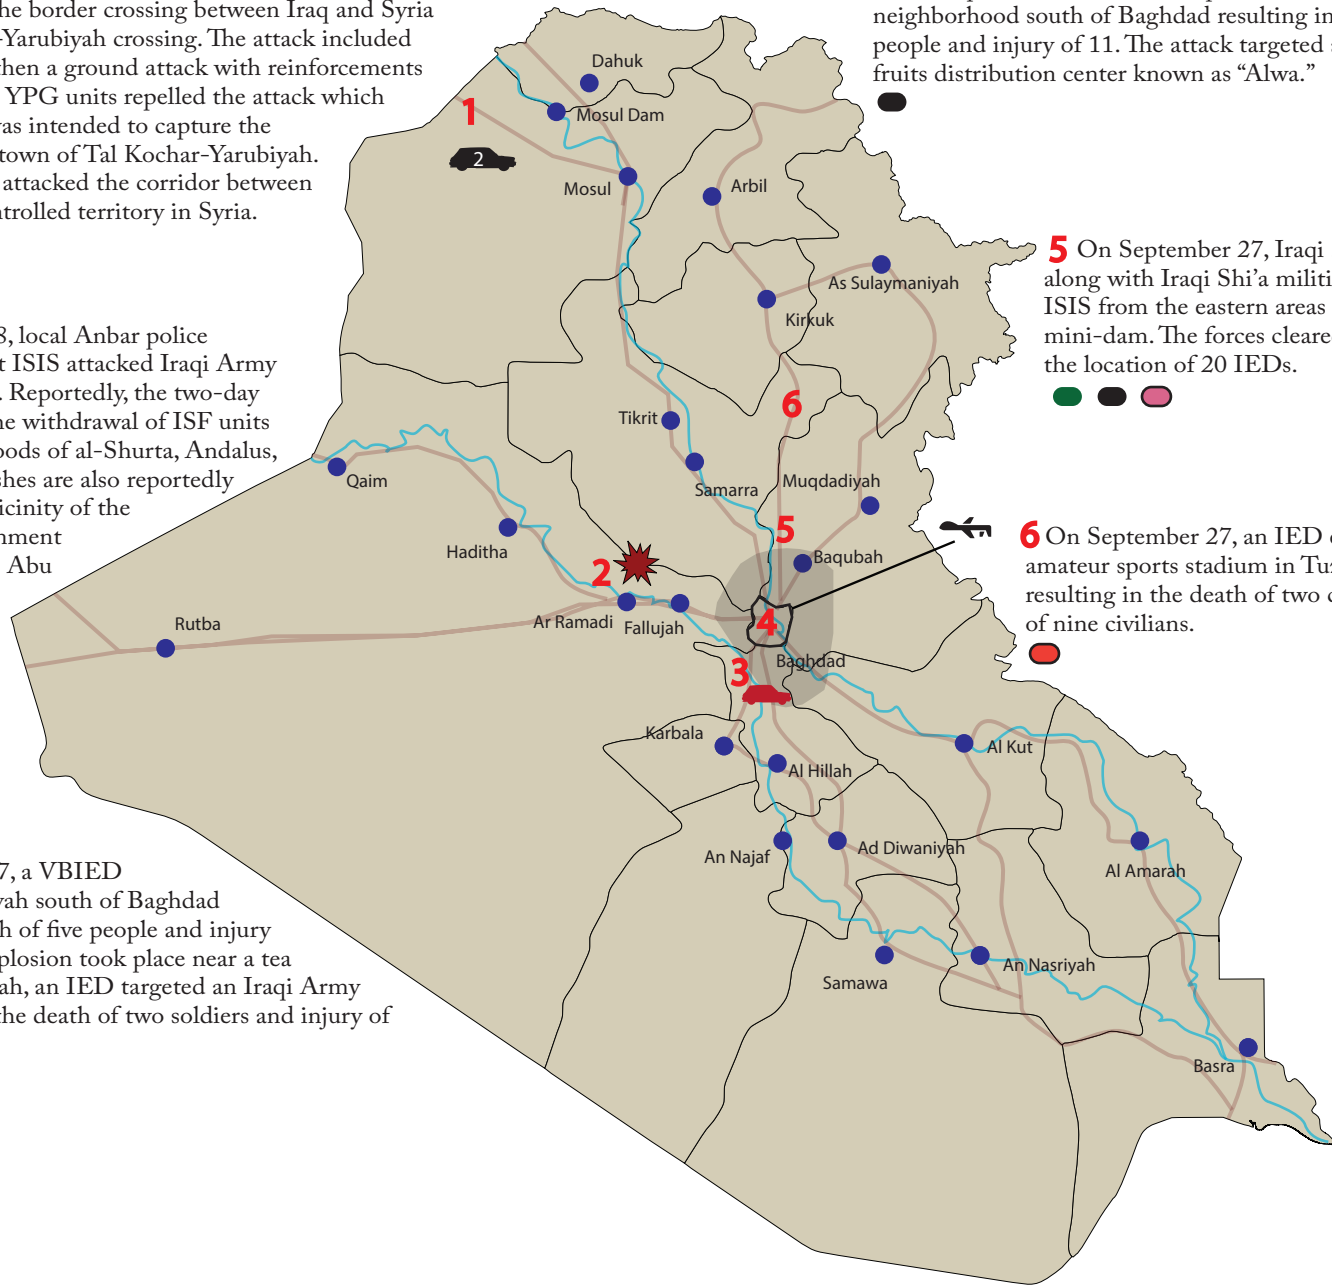 he border crossing between Iraq and Syria
-Yarubiyah crossing. The attack included
hen a ground attack with reinforcements
YPG units repelled the attack which
was intended to capture the
town of Tal Kochar-Yarubiyah.
attacked the corridor between
ntrolled territory in Syria.
neighborhood south of Baghdad resulting in
people and injury of 11. The attack targeted
fruits distribution center known as “Alwa.”
1
2
Dahuk
Mosul Dam
Mosul
Arbil
As Sulaymaniyah
Kirkuk
5 On September 27, Iraqi
along with Iraqi Shi’a militi
ISIS from the eastern areas
mini-dam. The forces cleare
the location of 20 IEDs.
8, local Anbar police
t ISIS attacked Iraqi Army
. Reportedly, the two-day
he withdrawal of ISF units
oods of al-Shurta, Andalus,
shes are also reportedly
icinity of the
nment
Abu
6
Tikrit
Samarra
Muqdadiyah
Qaim
Haditha
5
Baqubah
2
Ar Ramadi
Fallujah
4
Baghdad
3
Rutba
6 On September 27, an IED
amateur sports stadium in Tuz
resulting in the death of two c
of nine civilians.
Karbala
Al Hillah
Al Kut
An Najaf
Ad Diwaniyah
Al Amarah
7, a VBIED
yah south of Baghdad
h of five people and injury
plosion took place near a tea
ah, an IED targeted an Iraqi Army
the death of two soldiers and injury of
Samawa
An Nasriyah
Basra